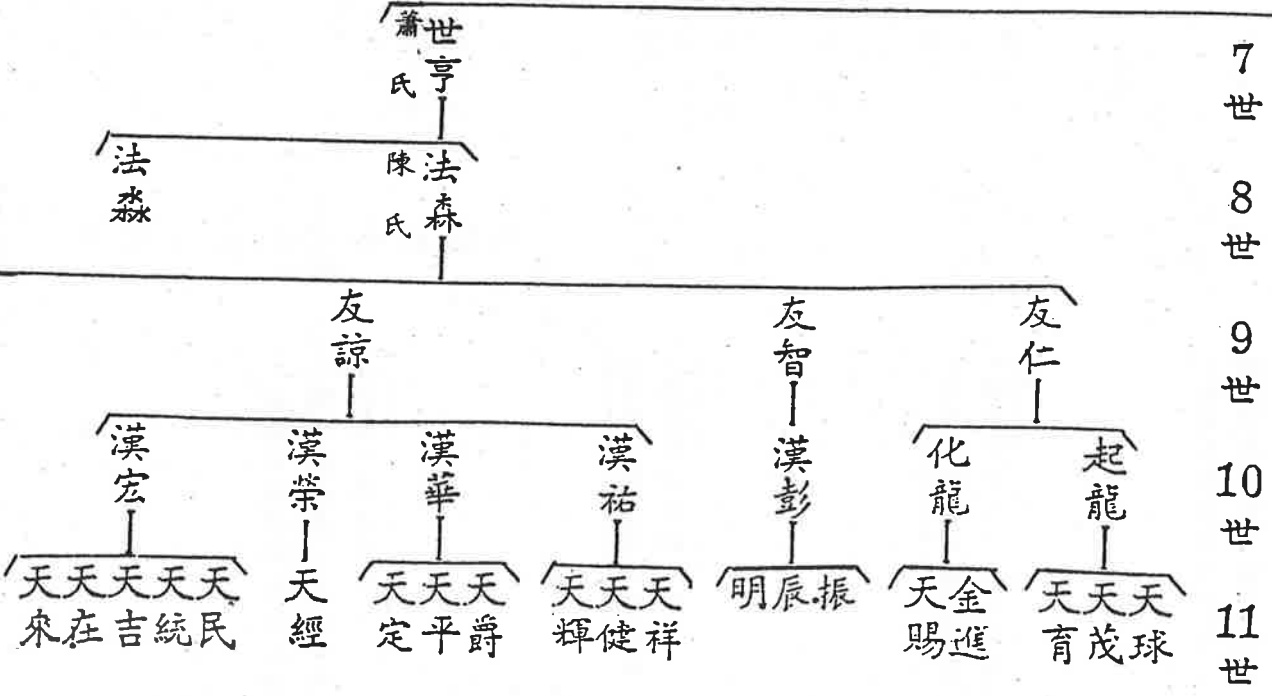 7世
世亨
蕭氏
8世
法森
陳氏
法淼
9世
友仁
友智
友諒
10世
起龍
化龍
漢彭
漢祐
漢華
漢榮
漢宏
11世
天球
天茂
天育
金進
天賜
振
辰
明
天祥
天健
天輝
天爵
天平
天定
天經
天民
天統
天吉
天在
天來